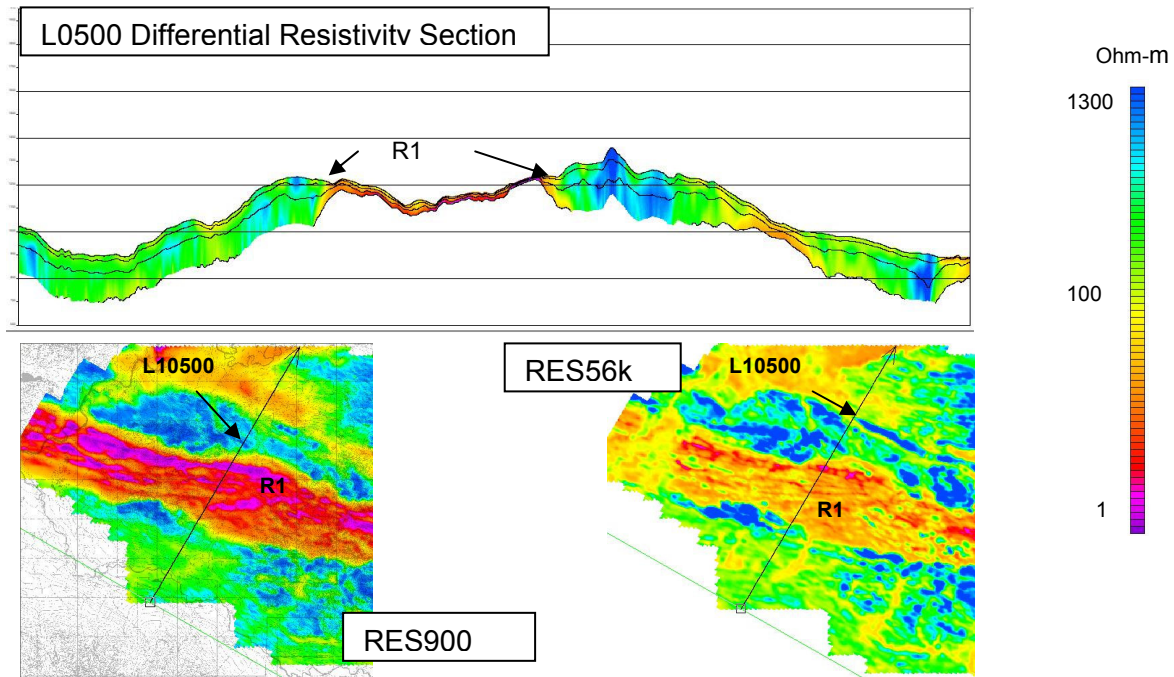 L0500 Differential Resistivity Section
Ohm-m
1300
R1
100
1
L10500
R1
RES900
RES56k
L10500
R1